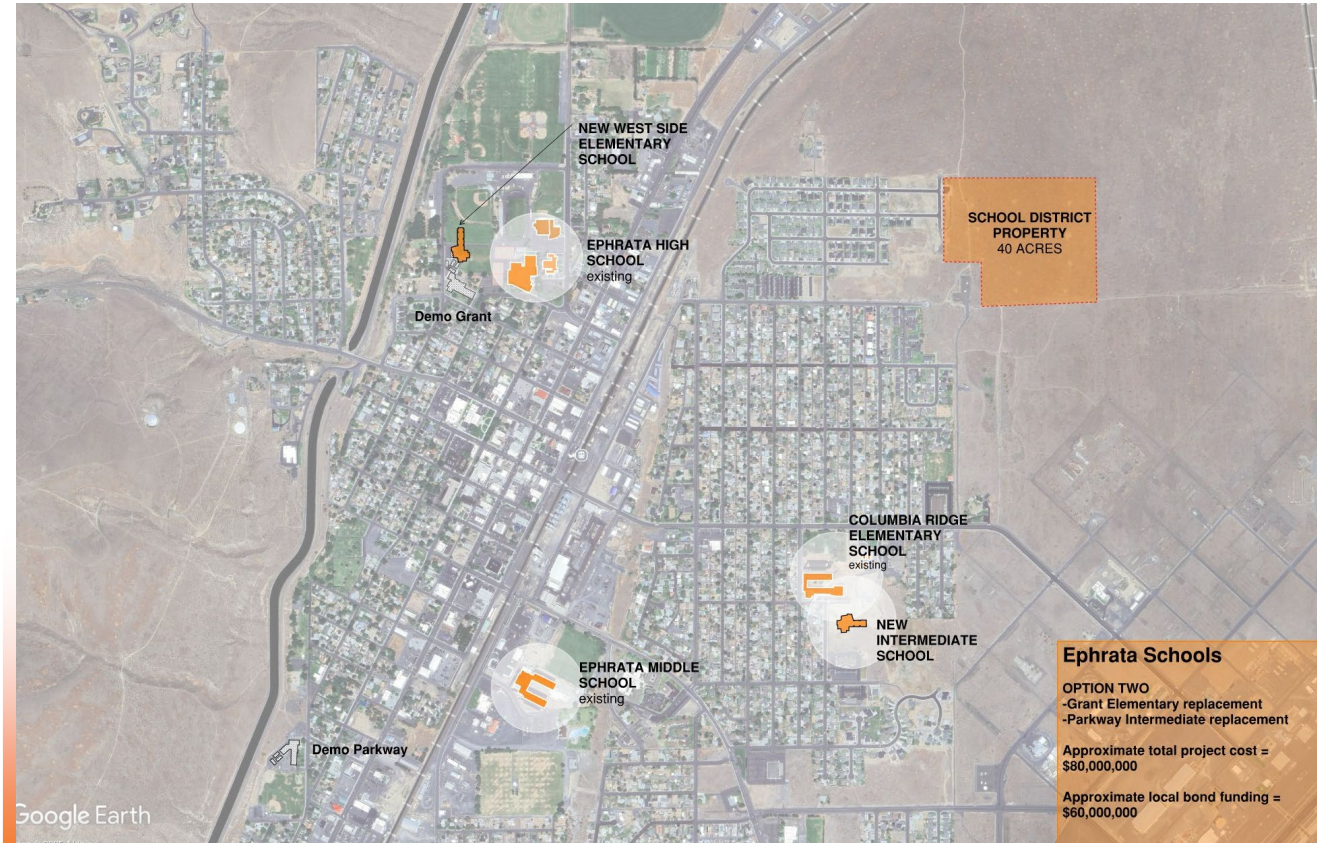 NEW WEST SIDE
ELEMENTARY
SCHOOL
EPHRATA HIGH
SCHOOL
existing
Demo Grant
SCHOOL DISTRICT
PROPERTY
40 ACRES
COLUMBIA RIDGE
ELEMENTARY
SCHOOL
existing
NEW
INTERMEDIATE
SCHOOL
EPHRATA MIDDLE
SCHOOL
existing
Demo Parkway
Ephrata Schools
OPTION TWO
-Grant Elementary replacement
-Parkway Intermediate replacement
Approximate total project cost =
$80,000,000
Approximate local bond funding =
$60,000,000
Google Earth